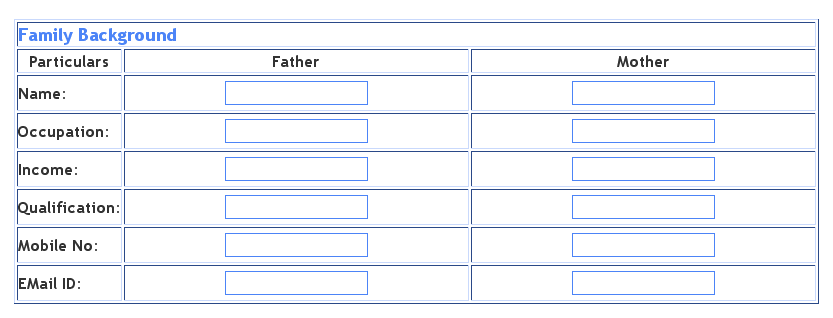 Family Background
Particulars Father Mother
Name:
Occupation:
Income:
Qualification:
Mobile No:
EMail ID: